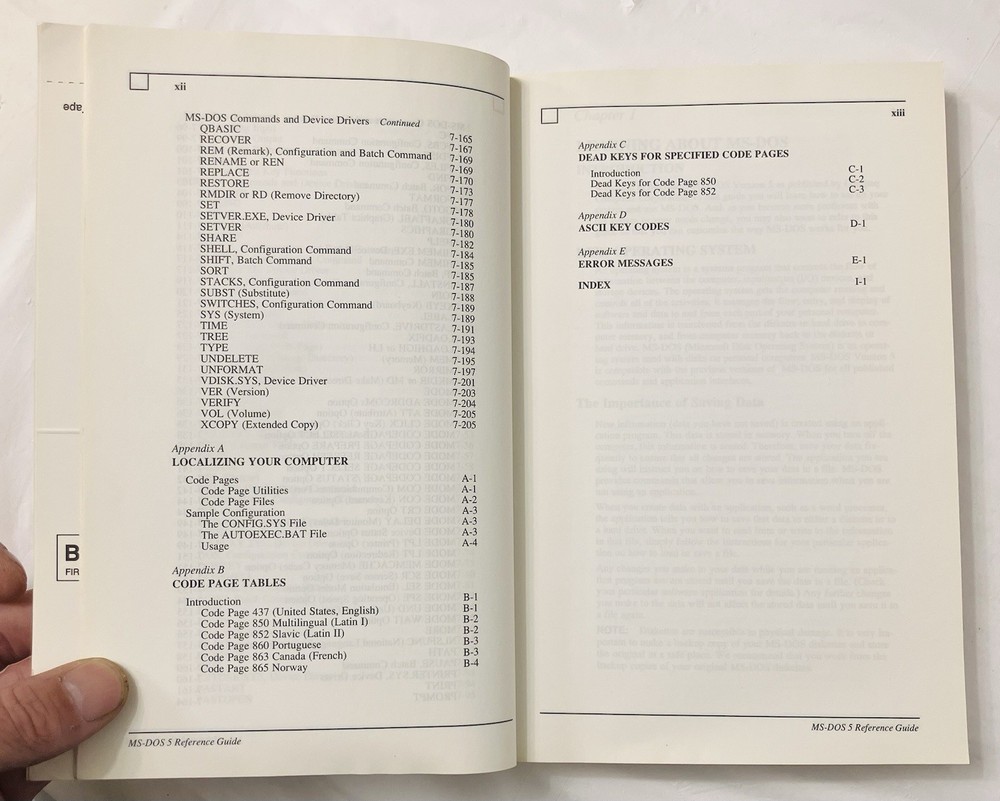 xii
MS-DOS Commands and Device Drivers Continued
QBASIC 7-165
RECOVER 7-167
REM (Remark), Configuration and Batch Command 7-169
RENAME or REN 7-169
REPLACE 7-170
RESTORE 7-173
RMDIR or RD (Remove Directory) 7-177
SET 7-178
SETVER.EXE, Device Driver 7-180
SETVER 7-180
SHARE 7-182
SHELL, Configuration Command 7-184
SHIFT, Batch Command 7-185
SORT 7-185
STACKS, Configuration Command 7-187
SUBST (Substitute) 7-188
SWITCHES, Configuration Command 7-189
SYS (System) 7-189
TIME 7-191
TREE 7-193
TYPE 7-194
UNDELETE 7-195
UNFORMAT 7-197
VDISK.SYS, Device Driver 7-201
VER (Version) 7-203
VERIFY 7-204
VOL (Volume) 7-205
XCOPY (Extended Copy) 7-205
Appendix A
LOCALIZING YOUR COMPUTER
Code Pages A-1
Code Page Utilities A-1
Code Page Files A-2
Sample Configuration A-3
The CONFIG.SYS File A-3
The AUTOEXEC.BAT File A-3
Usage A-4
Appendix B
CODE PAGE TABLES
Introduction B-1
Code Page 437 (United States, English) B-1
Code Page 850 Multilingual (Latin I) B-2
Code Page 852 Slavic (Latin II) B-2
Code Page 860 Portuguese B-3
Code Page 863 Canada (French) B-3
Code Page 865 Norway B-4
MS-DOS 5 Reference Guide
B
FIR
xiii
Appendix C
DEAD KEYS FOR SPECIFIED CODE PAGES
Introduction C-1
Dead Keys for Code Page 850 C-2
Dead Keys for Code Page 852 C-3
Appendix D
ASCII KEY CODES D-1
Appendix E
ERROR MESSAGES E-1
INDEX I-1
MS-DOS 5 Reference Guide